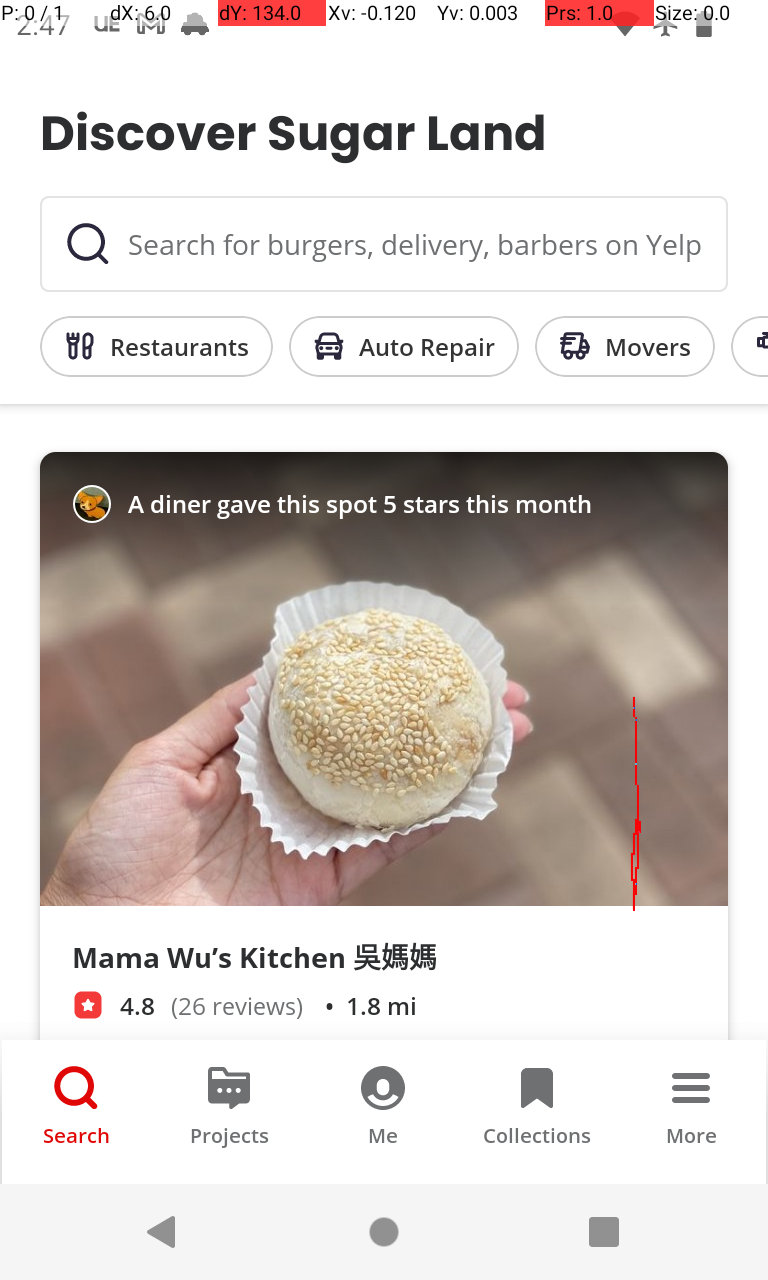 P: 0 / 1 dX: 6.0 dY: 134.0 Xv: -0.120 Yv: 0.003 Prs: 1.0 Size: 0.0
2:47 UE
Discover Sugar Land
Search for burgers, delivery, barbers on Yelp
Restaurants Auto Repair Movers
A diner gave this spot 5 stars this month
Mama Wu’s Kitchen 吳媽媽
4.8 (26 reviews) • 1.8 mi
Search Projects Me Collections More